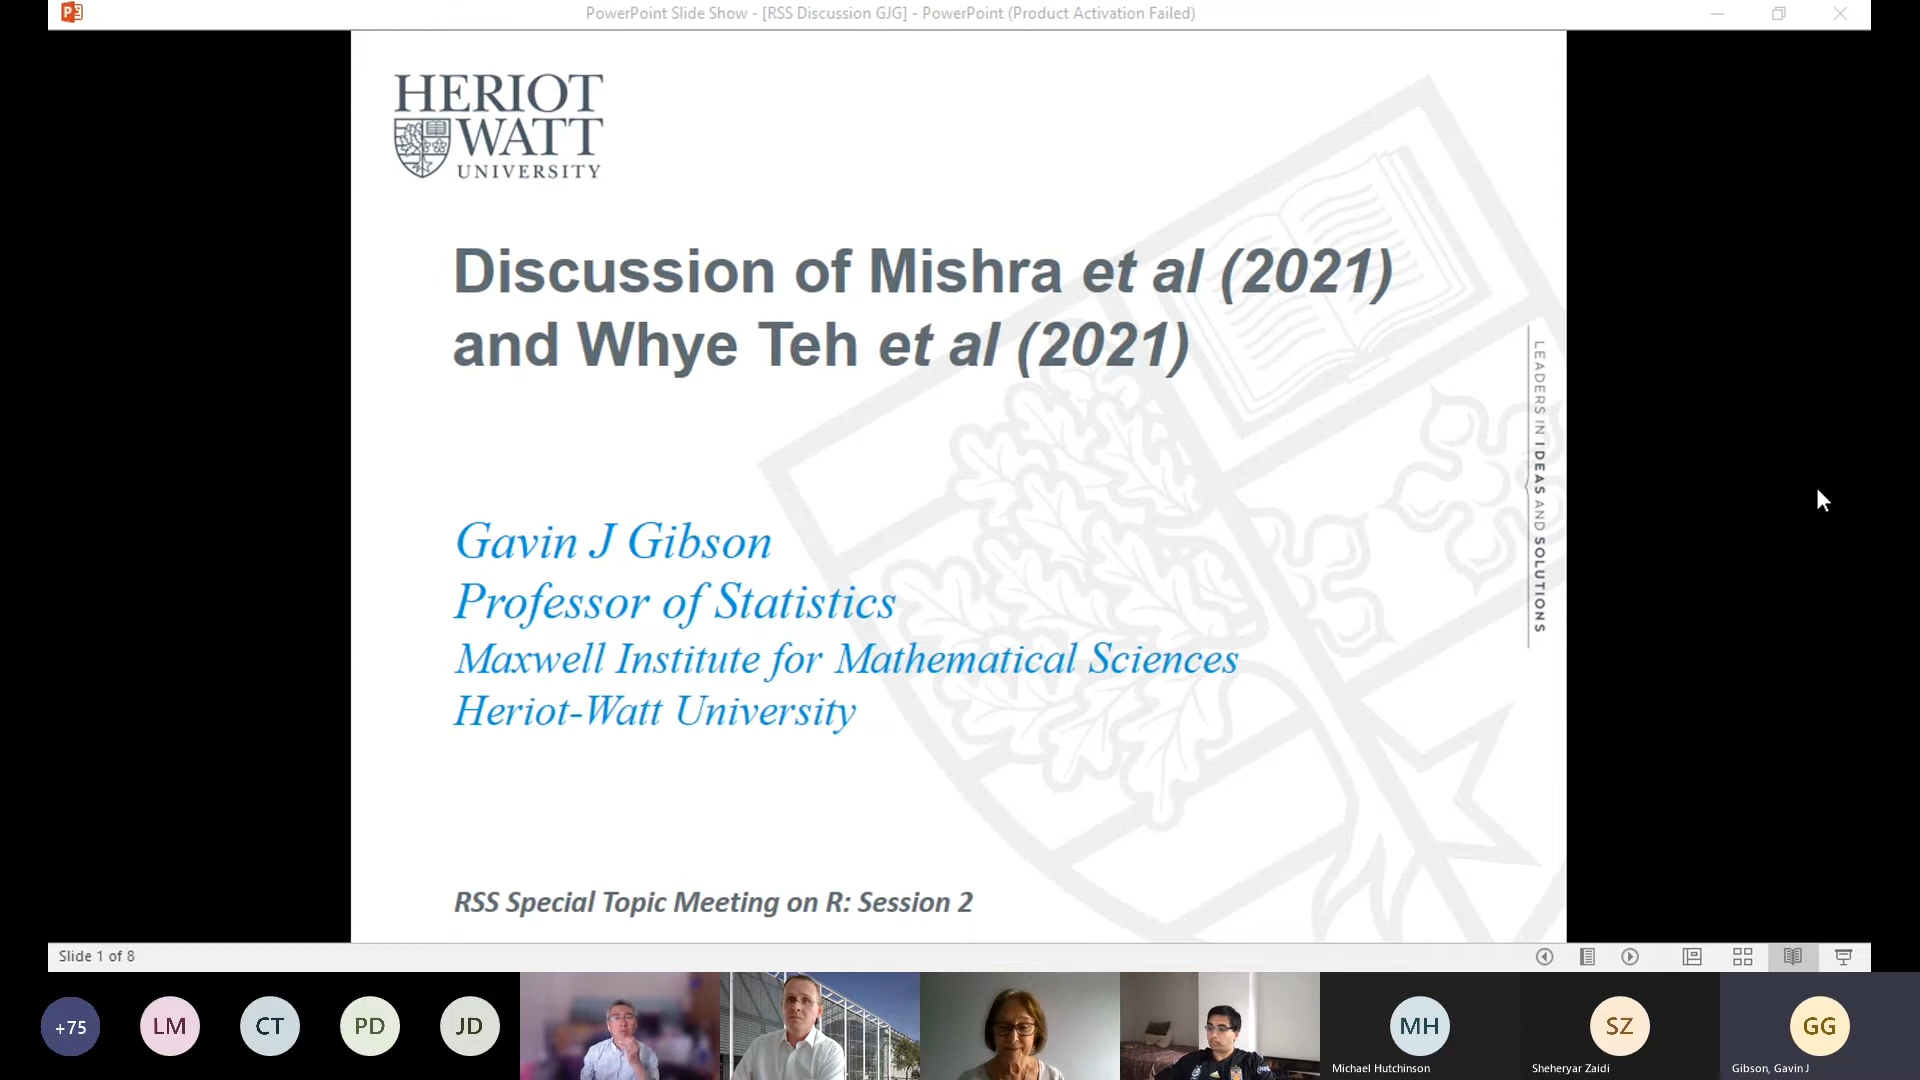 PowerPoint Slide Show - [RSS Discussion GJG] - PowerPoint (Product Activation Failed)
HERIOT
WATT
UNIVERSITY
Discussion of Mishra et al (2021)
and Whye Teh et al (2021)
LEADERS IN IDEAS AND SOLUTIONS
Gavin J Gibson
Professor of Statistics
Maxwell Institute for Mathematical Sciences
Heriot-Watt University
RSS Special Topic Meeting on R: Session 2
Slide 1 of 8
+75
LM
CT
PD
JD
MH
Michael Hutchinson
SZ
Sheheryar Zaidi
GG
Gibson, Gavin J